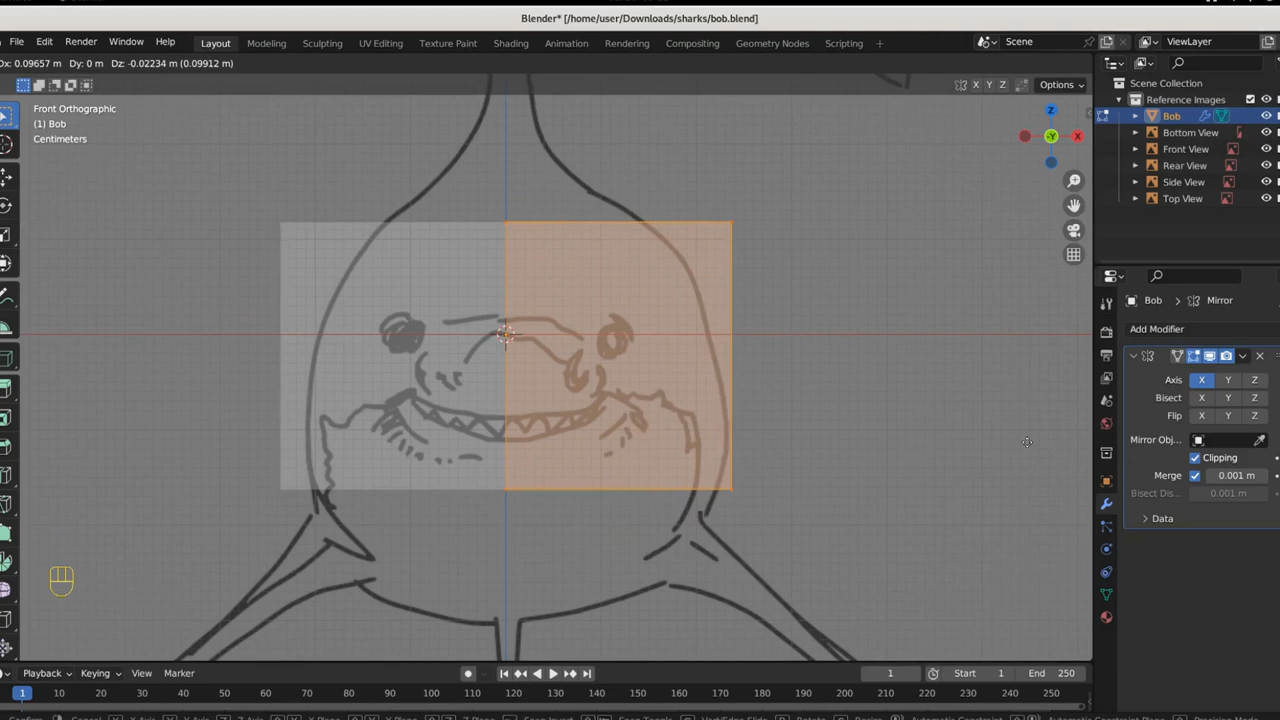 Blender* [/home/user/Downloads/sharks/bob.blend]
File Edit Render Window Help Layout Modeling Sculpting UV Editing Texture Paint Shading Animation Rendering Compositing Geometry Nodes Scripting + Scene ViewLayer
Dx: 0.09657 m Dy: 0 m Dz: -0.02234 m (0.09912 m)
X Y Z Options
Scene Collection
Front Orthographic
Reference Images
(1) Bob
Bob
Centimeters
Bottom View
Front View
Rear View
Side View
Top View
Z
-Y
X
Bob > Mirror
Add Modifier
Axis X Y Z
Bisect X Y Z
Flip X Y Z
Mirror Obj...
Clipping
Merge 0.001 m
Bisect Dis... 0.001 m
Data
Playback Keying View Marker 1 Start 1 End 250
1 10 20 30 40 50 60 70 80 90 100 110 120 130 140 150 160 170 180 190 200 210 220 230 240 250